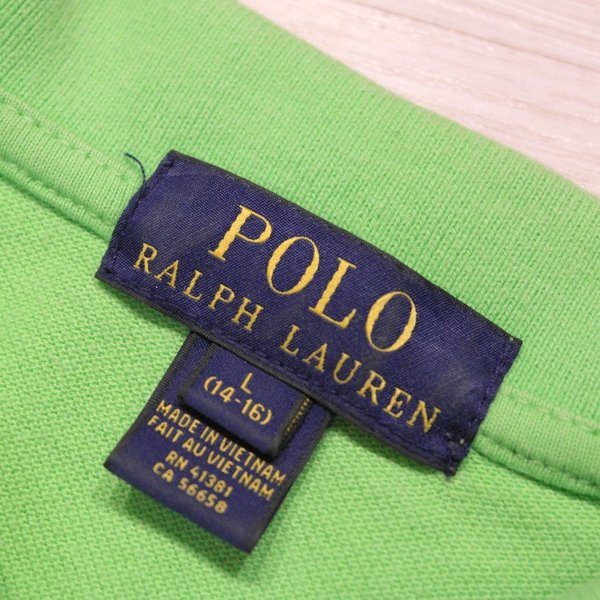 POLO
RALPH LAUREN
L
(14-16)
MADE IN VIETNAM
FAIT AU VIETNAM
RN 41381
CA 56658